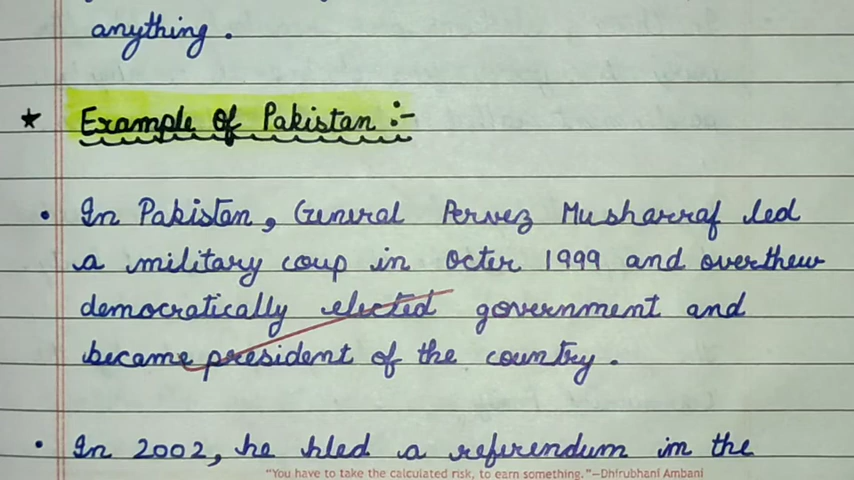 anything.
★ Example of Pakistan :-
• In Pakistan, General Pervez Musharraf led
a military coup in octer 1999 and overthew
democratically elected government and
became president of the country.
• In 2002, he hled a referendum in the
"You have to take the calculated risk, to earn something."–Dhirubhani Ambani